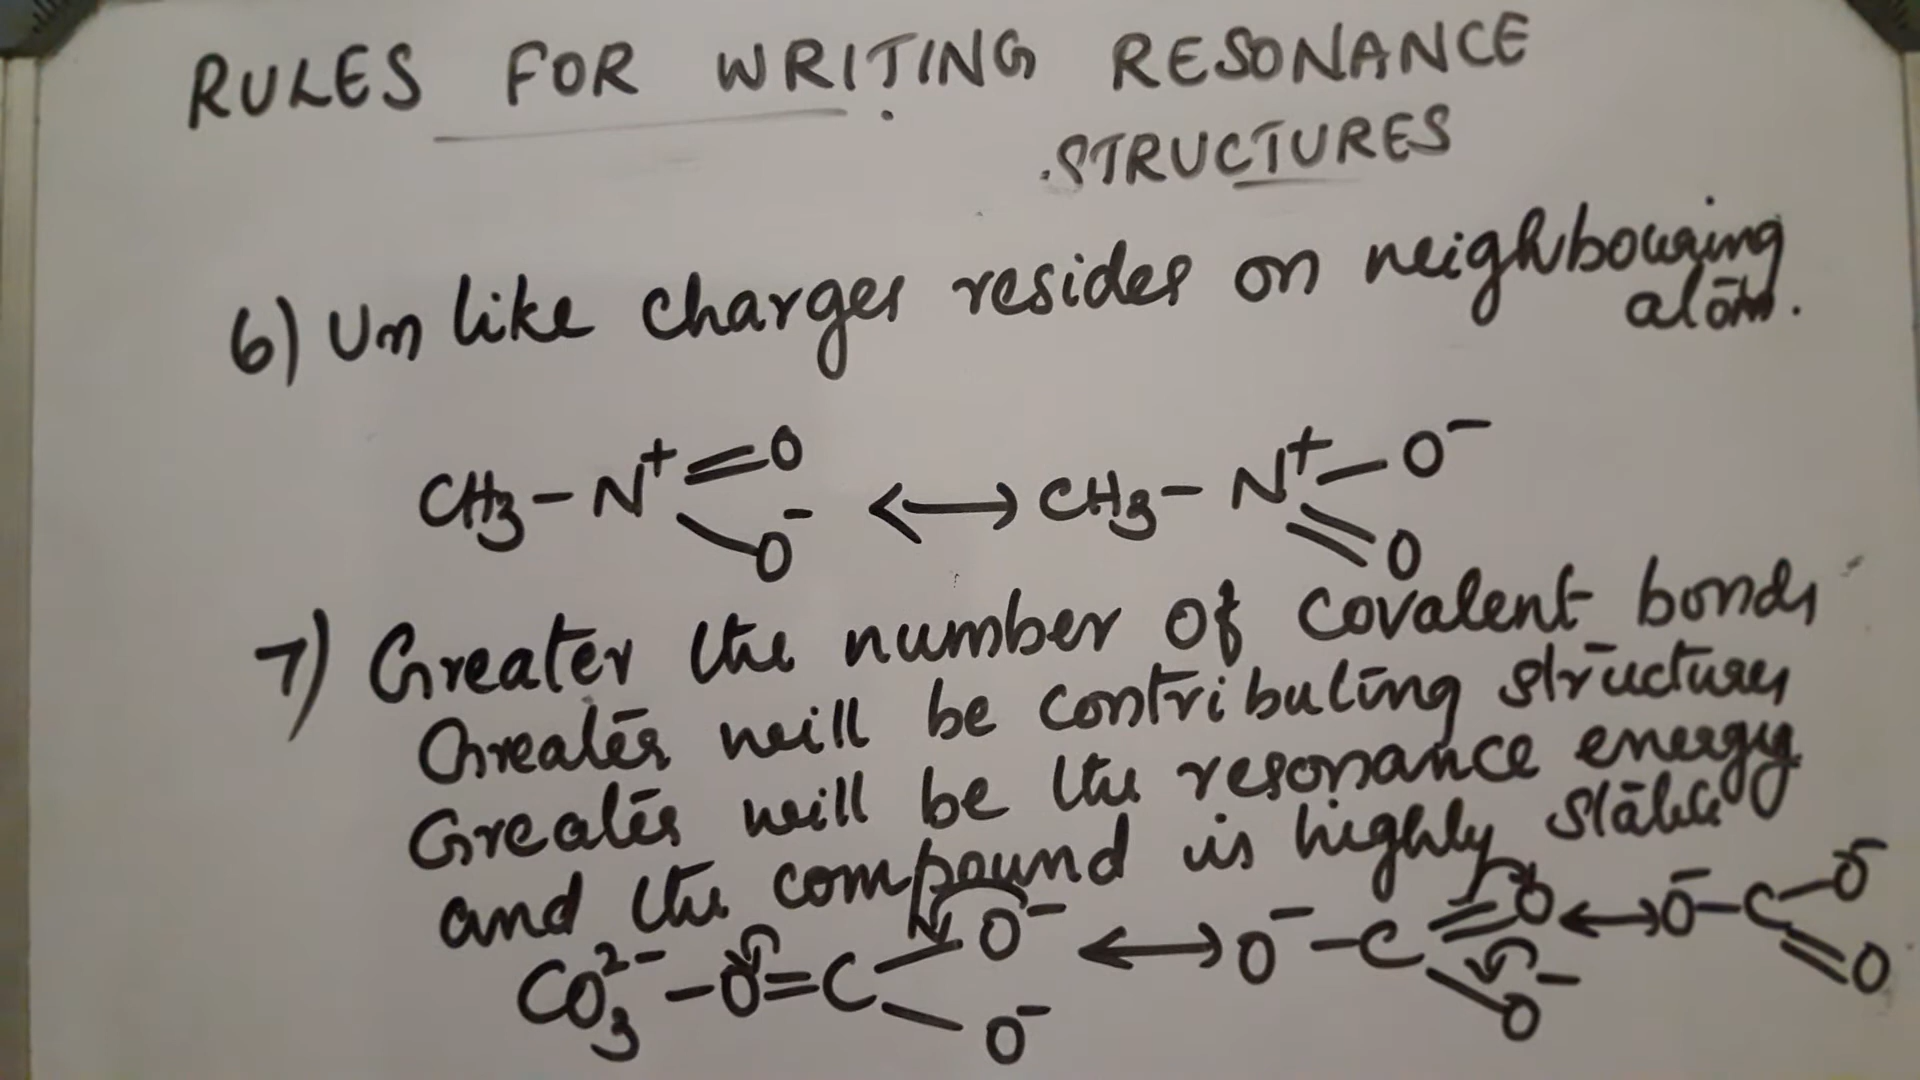 RULES FOR WRITING RESONANCE
STRUCTURES
6) Un like charges resides on neighbouring
atom.
CH₃-N⁺=O O⁻ ⟷ CH₃-N⁺-O⁻ =O
7) Greater the number of covalent bonds
Greater will be contributing structures
Greater will be the resonance energy
and the compound is highly stable
CO₃²⁻ - O=C-O⁻ -O⁻ ⟷ O⁻-C=O -O⁻ ⟷ O⁻-C-O⁻ =O